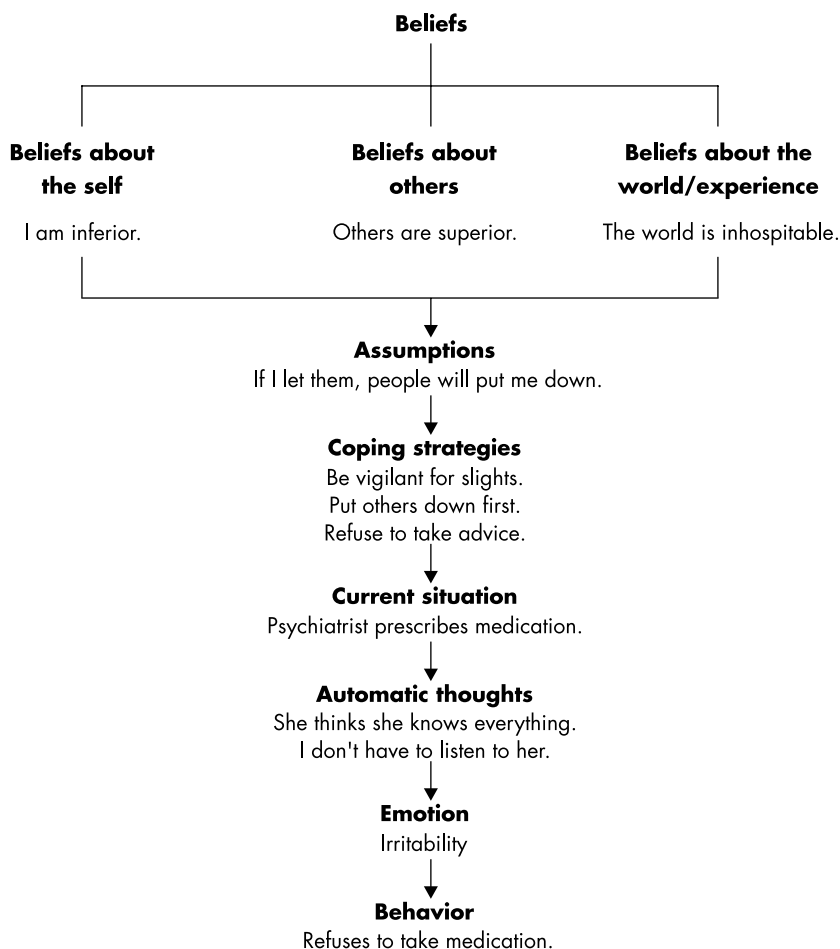 Beliefs
Beliefs about
the self
I am inferior.
Beliefs about
others
Others are superior.
Beliefs about the
world/experience
The world is inhospitable.
Assumptions
If I let them, people will put me down.
Coping strategies
Be vigilant for slights.
Put others down first.
Refuse to take advice.
Current situation
Psychiatrist prescribes medication.
Automatic thoughts
She thinks she knows everything.
I don't have to listen to her.
Emotion
Irritability
Behavior
Refuses to take medication.